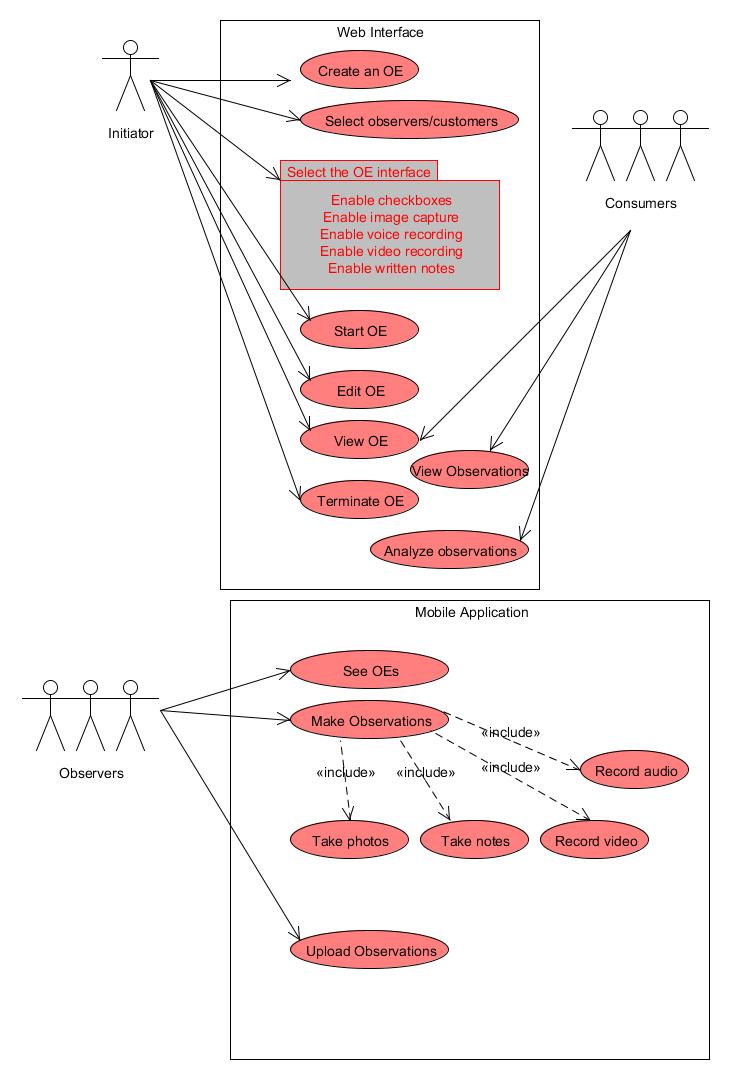 Web Interface
Create an OE
Initiator
Select observers/customers
Select the OE interface
Enable checkboxes
Enable image capture
Enable voice recording
Enable video recording
Enable written notes
Consumers
Start OE
Edit OE
View OE
View Observations
Terminate OE
Analyze observations
Mobile Application
See OEs
Make Observations
Observers
«include»
«include»
«include»
«include»
Record audio
Take photos
Take notes
Record video
Upload Observations